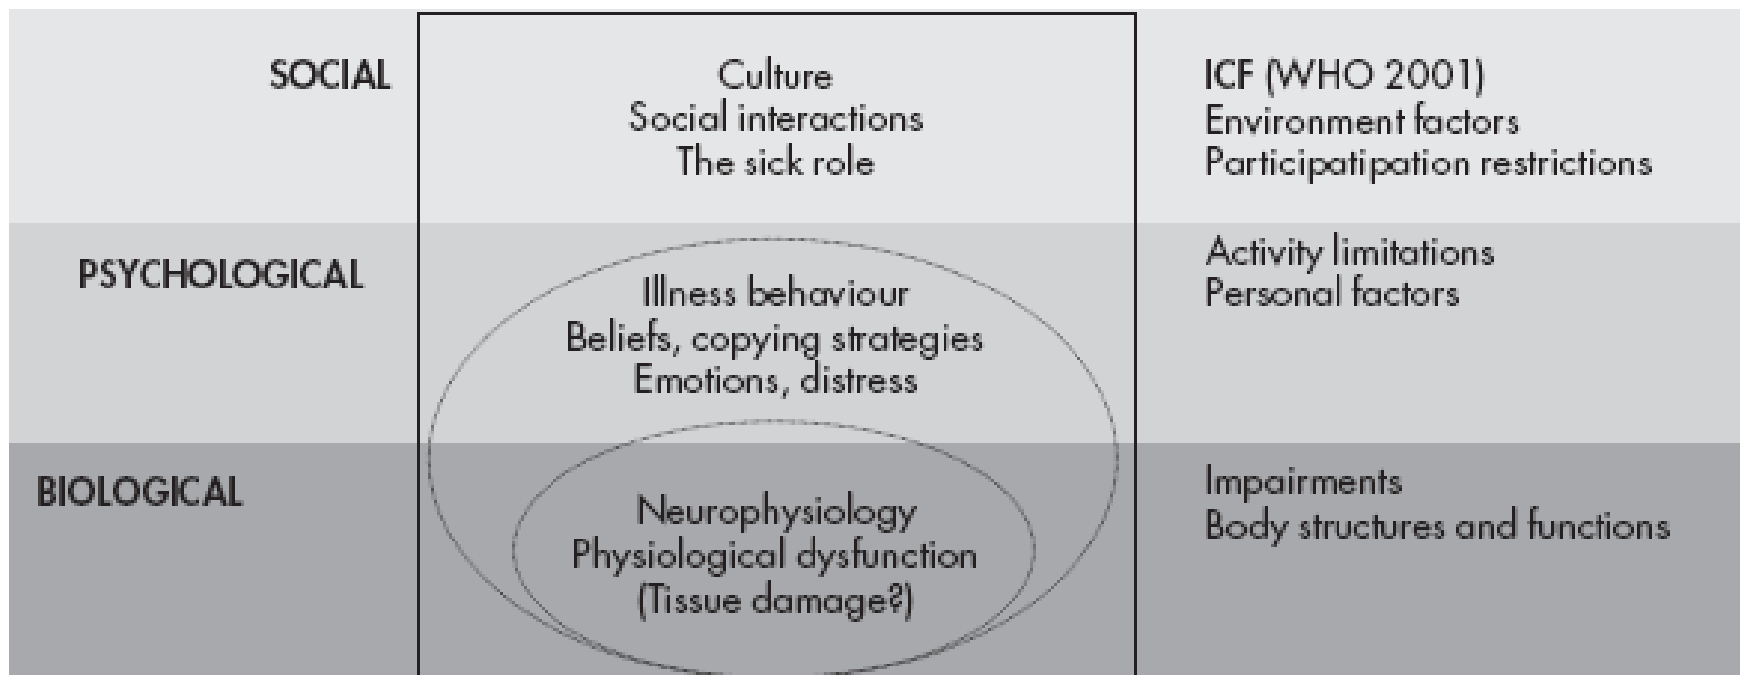 SOCIAL
Culture
Social interactions
The sick role
ICF (WHO 2001)
Environment factors
Participatipation restrictions
PSYCHOLOGICAL
Illness behaviour
Beliefs, copying strategies
Emotions, distress
Activity limitations
Personal factors
BIOLOGICAL
Neurophysiology
Physiological dysfunction
(Tissue damage?)
Impairments
Body structures and functions